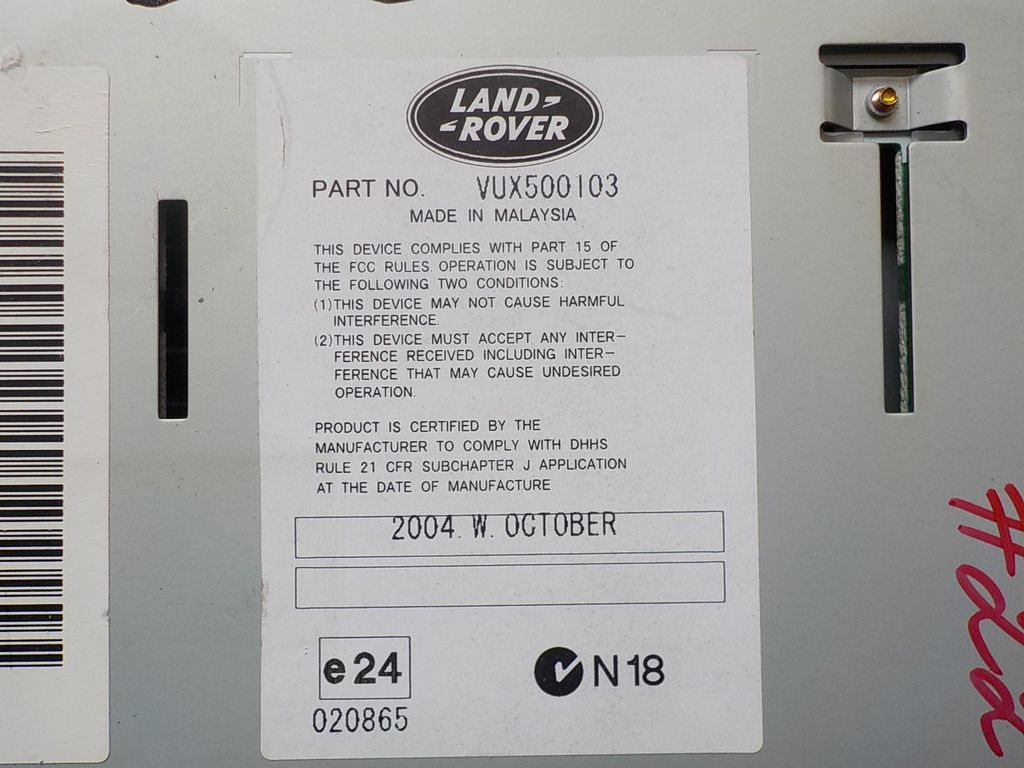 LAND-
-ROVER
PART NO. VUX500103
MADE IN MALAYSIA
THIS DEVICE COMPLIES WITH PART 15 OF
THE FCC RULES. OPERATION IS SUBJECT TO
THE FOLLOWING TWO CONDITIONS:
(1)THIS DEVICE MAY NOT CAUSE HARMFUL
INTERFERENCE.
(2)THIS DEVICE MUST ACCEPT ANY INTER-
FERENCE RECEIVED INCLUDING INTER-
FERENCE THAT MAY CAUSE UNDESIRED
OPERATION.
PRODUCT IS CERTIFIED BY THE
MANUFACTURER TO COMPLY WITH DHHS
RULE 21 CFR SUBCHAPTER J APPLICATION
AT THE DATE OF MANUFACTURE
2004. W. OCTOBER
e24
020865
N18